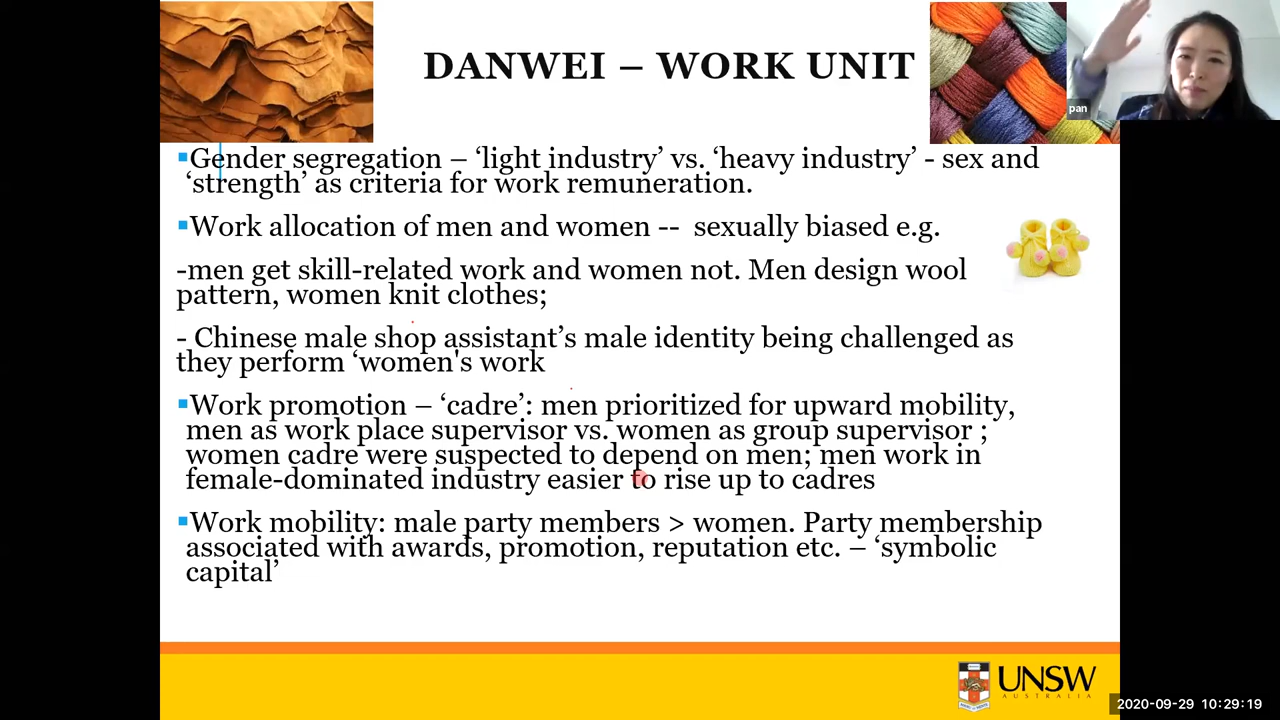 DANWEI – WORK UNIT
pan
▪Gender segregation – ‘light industry’ vs. ‘heavy industry’ - sex and
‘strength’ as criteria for work remuneration.
▪Work allocation of men and women -- sexually biased e.g.
-men get skill-related work and women not. Men design wool
pattern, women knit clothes;
- Chinese male shop assistant’s male identity being challenged as
they perform ‘women's work
▪Work promotion – ‘cadre’: men prioritized for upward mobility,
men as work place supervisor vs. women as group supervisor ;
women cadre were suspected to depend on men; men work in
female-dominated industry easier to rise up to cadres
▪Work mobility: male party members > women. Party membership
associated with awards, promotion, reputation etc. – ‘symbolic
capital’
UNSW
AUSTRALIA
2020-09-29 10:29:19